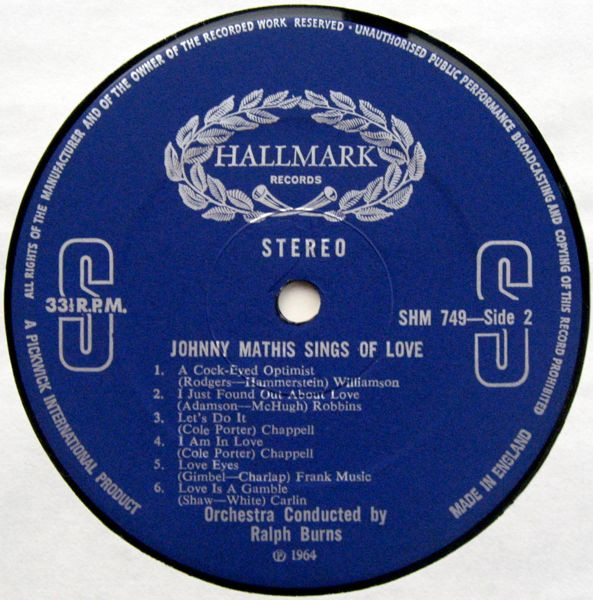 ALL RIGHTS OF THE MANUFACTURER AND OF THE OWNER OF THE RECORDED WORK RESERVED · UNAUTHORISED PUBLIC PERFORMANCE BROADCASTING AND COPYING OF THIS RECORD PROHIBITED
HALLMARK
RECORDS
STEREO
S
S
33⅓ R.P.M.
SHM 749—Side 2
JOHNNY MATHIS SINGS OF LOVE
1. A Cock-Eyed Optimist
(Rodgers—Hammerstein) Williamson
2. I Just Found Out About Love
(Adamson—McHugh) Robbins
3. Let's Do It
(Cole Porter) Chappell
4. I Am In Love
(Cole Porter) Chappell
5. Love Eyes
(Gimbel—Charlap) Frank Music
6. Love Is A Gamble
(Shaw—White) Carlin
Orchestra Conducted by
Ralph Burns
℗ 1964
A PICKWICK INTERNATIONAL PRODUCT
MADE IN ENGLAND